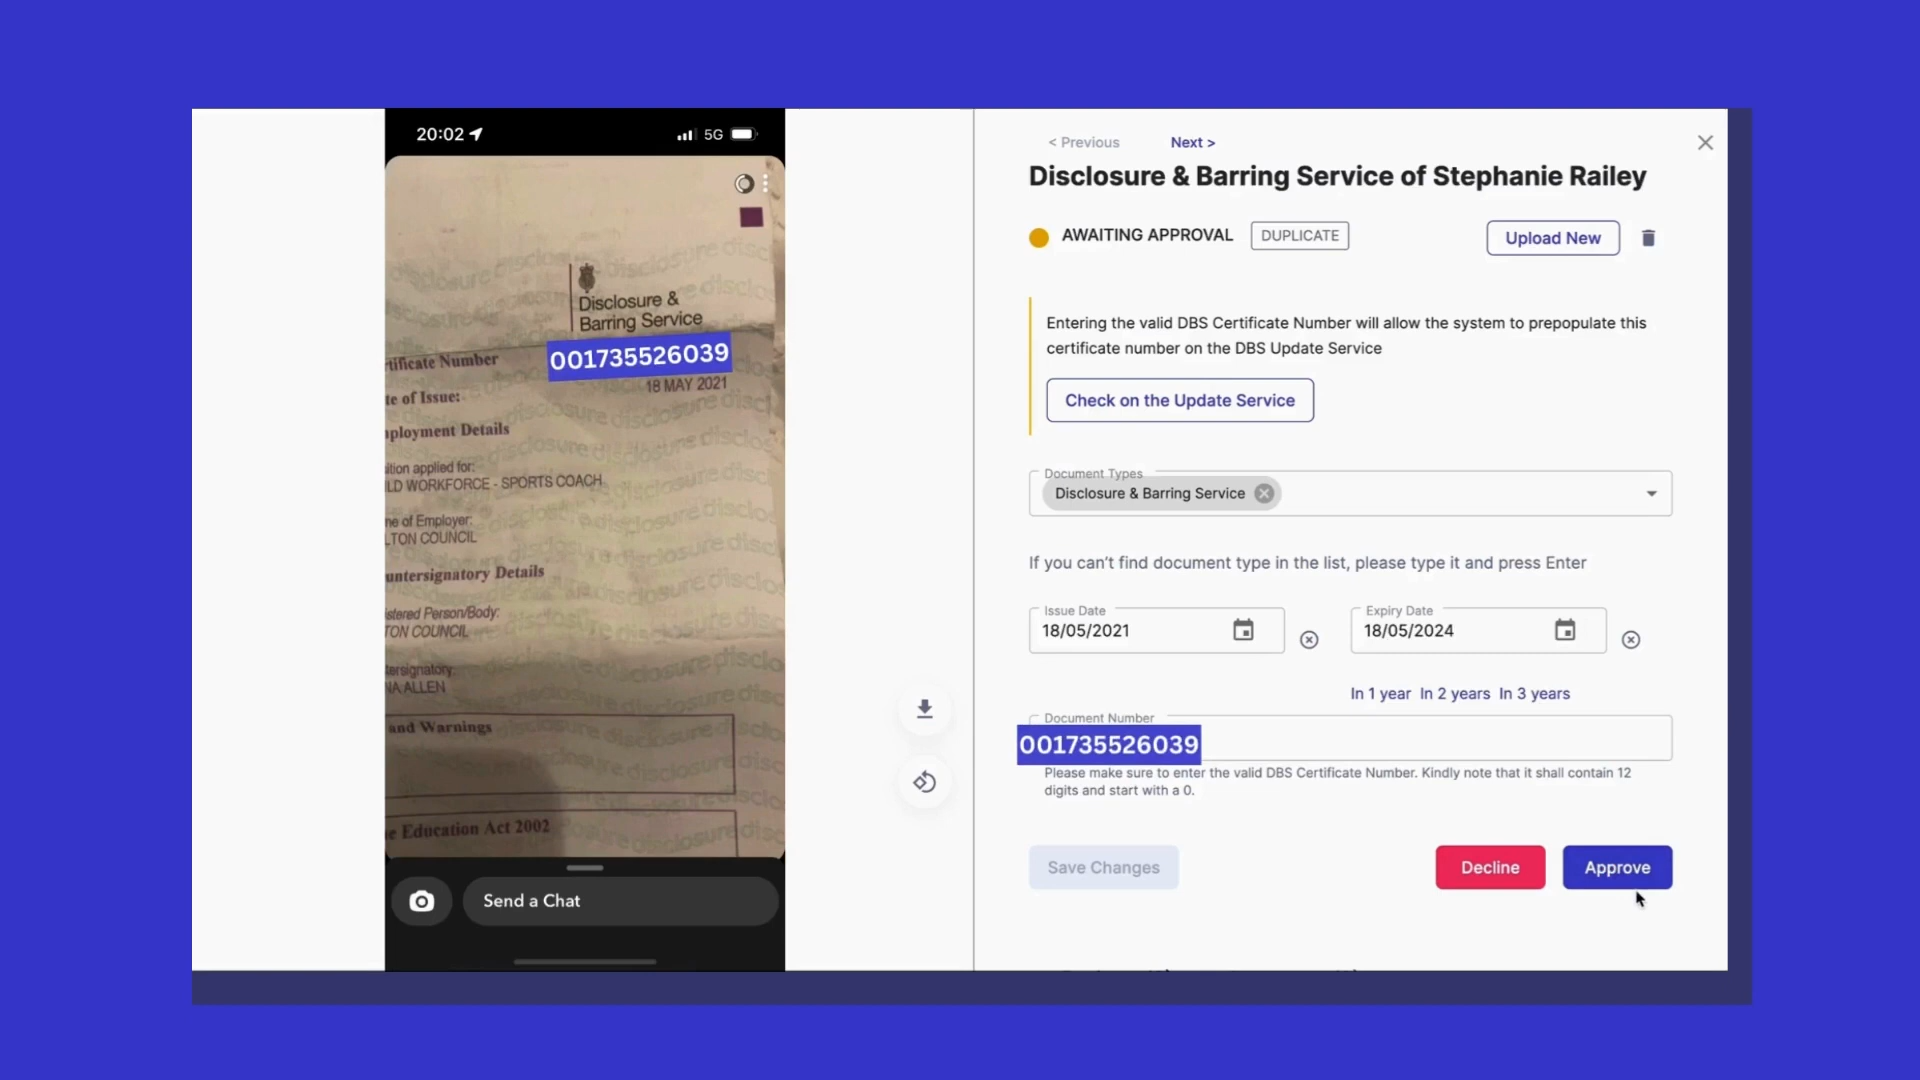 20:02
5G
Disclosure &
Barring Service
rtificate Number
001735526039
te of Issue:
18 MAY 2021
ployment Details
ition applied for:
LD WORKFORCE - SPORTS COACH
ne of Employer:
LTON COUNCIL
untersignatory Details
istered Person/Body:
TON COUNCIL
tersignatory:
NA ALLEN
and Warnings
e Education Act 2002
Send a Chat
< Previous
Next >
Disclosure & Barring Service of Stephanie Railey
AWAITING APPROVAL
DUPLICATE
Upload New
Entering the valid DBS Certificate Number will allow the system to prepopulate this
certificate number on the DBS Update Service
Check on the Update Service
Document Types
Disclosure & Barring Service
If you can't find document type in the list, please type it and press Enter
Issue Date
18/05/2021
Expiry Date
18/05/2024
In 1 year In 2 years In 3 years
Document Number
001735526039
Please make sure to enter the valid DBS Certificate Number. Kindly note that it shall contain 12
digits and start with a 0.
Save Changes
Decline
Approve